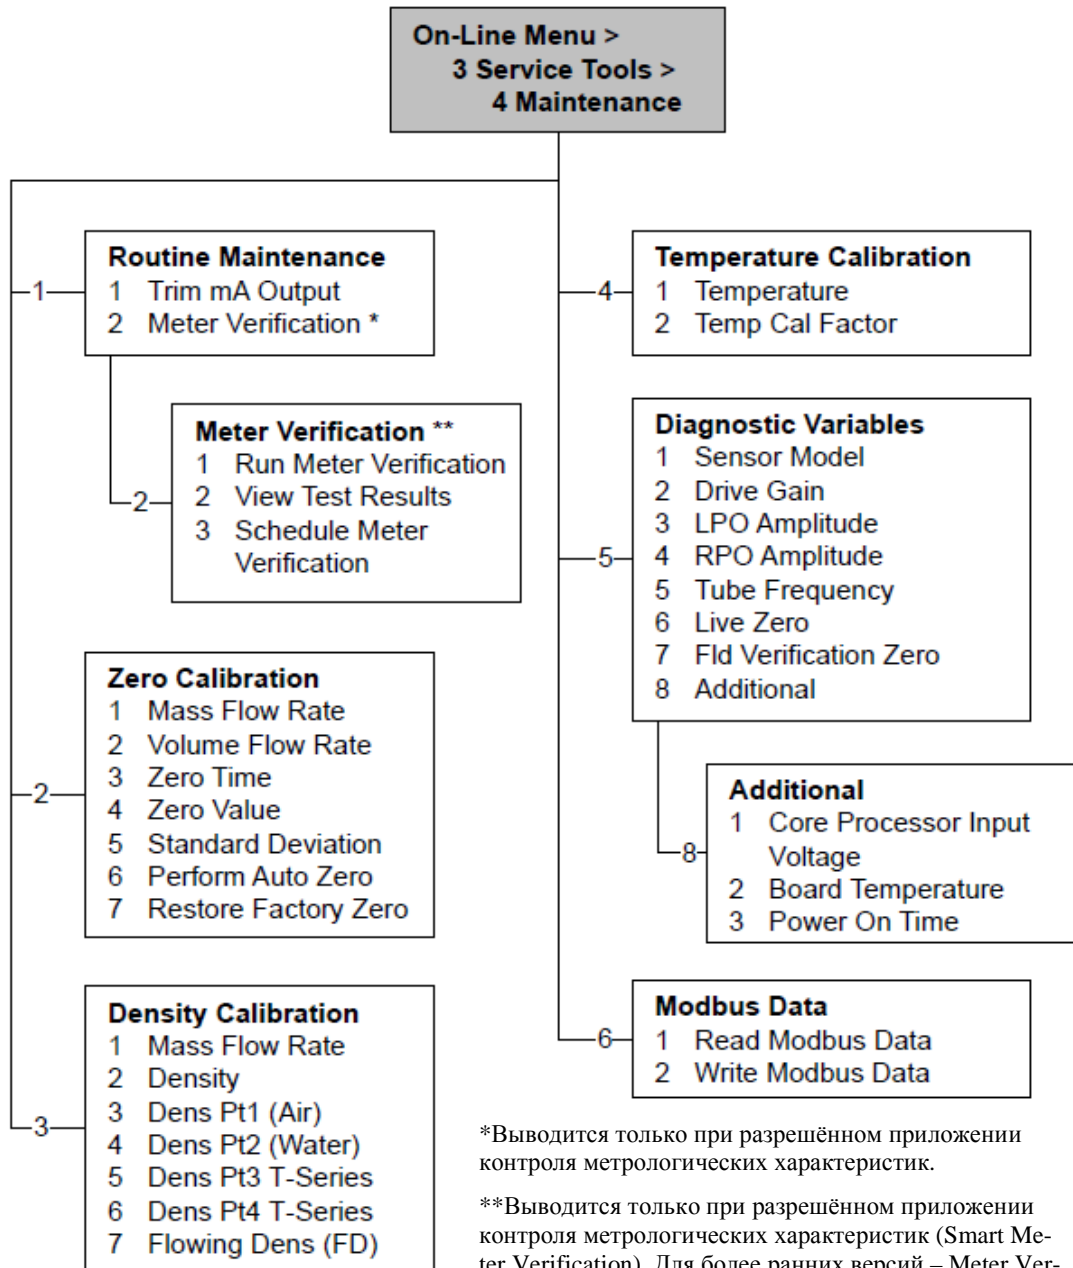 On-Line Menu >
3 Service Tools >
4 Maintenance
1
Routine Maintenance
1 Trim mA Output
2 Meter Verification *
2
Meter Verification **
1 Run Meter Verification
2 View Test Results
3 Schedule Meter
Verification
2
Zero Calibration
1 Mass Flow Rate
2 Volume Flow Rate
3 Zero Time
4 Zero Value
5 Standard Deviation
6 Perform Auto Zero
7 Restore Factory Zero
3
Density Calibration
1 Mass Flow Rate
2 Density
3 Dens Pt1 (Air)
4 Dens Pt2 (Water)
5 Dens Pt3 T-Series
6 Dens Pt4 T-Series
7 Flowing Dens (FD)
4
Temperature Calibration
1 Temperature
2 Temp Cal Factor
5
Diagnostic Variables
1 Sensor Model
2 Drive Gain
3 LPO Amplitude
4 RPO Amplitude
5 Tube Frequency
6 Live Zero
7 Fld Verification Zero
8 Additional
8
Additional
1 Core Processor Input
Voltage
2 Board Temperature
3 Power On Time
6
Modbus Data
1 Read Modbus Data
2 Write Modbus Data
*Выводится только при разрешённом приложении
контроля метрологических характеристик.
**Выводится только при разрешённом приложении
контроля метрологических характеристик (Smart Me-
ter Verification). Для более ранних версий – Meter Ver-